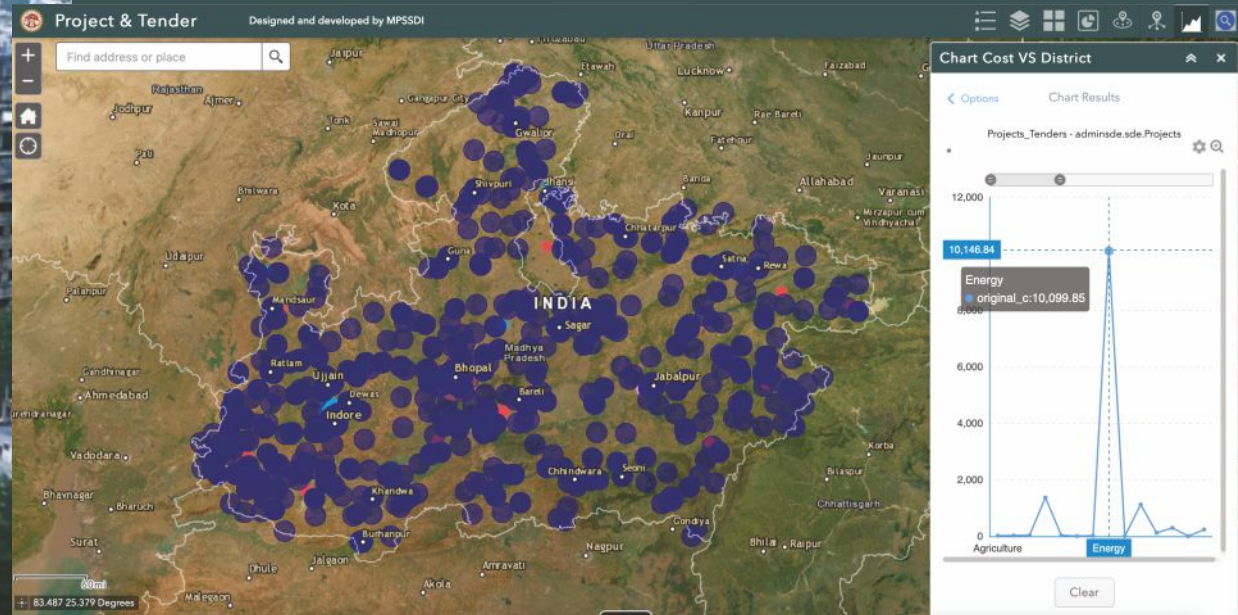 Project & Tender
Designed and developed by MPSSDI
+
−
Find address or place
Jaipur
Uttar Pradesh
Etawah
Lucknow
Faizabad
Rajasthan
Ajmer
Jodhpur
Gangapur City
Tonk
Sawai
Madhopur
Kanpur
Rae Bareli
Pali
Gwalior
Orai
Fatehpur
Jaunpur
Bhilwara
Kota
Shivpuri
Jhansi
Banda
Allahabad
Varanasi
Mirzapur cum
Vindhyachal
Chhatarpur
Udaipur
Guna
Satna
Rewa
Palanpur
Mandsaur
INDIA
Sagar
Madhya
Pradesh
Ratlam
Ujjain
Bhopal
Jabalpur
Gandhinagar
Ahmedabad
Dewas
Bareli
Indore
urendranagar
Korba
Vadodara
Chhindwara
Seoni
Bilaspur
Khandwa
Chhattisgarh
Bhavnagar
Bharuch
Burhanpur
Gondiya
Surat
Nagpur
Bhilai
Raipur
Dhule
Jalgaon
Amravati
Akola
60mi
Malegaon
83.487 25.379 Degrees
Chart Cost VS District
Options
Chart Results
Projects_Tenders - adminsde.sde.Projects
12,000
10,146.84
Energy
original_c:10,099.85
8,000
6,000
4,000
2,000
0
Agriculture
Energy
Clear